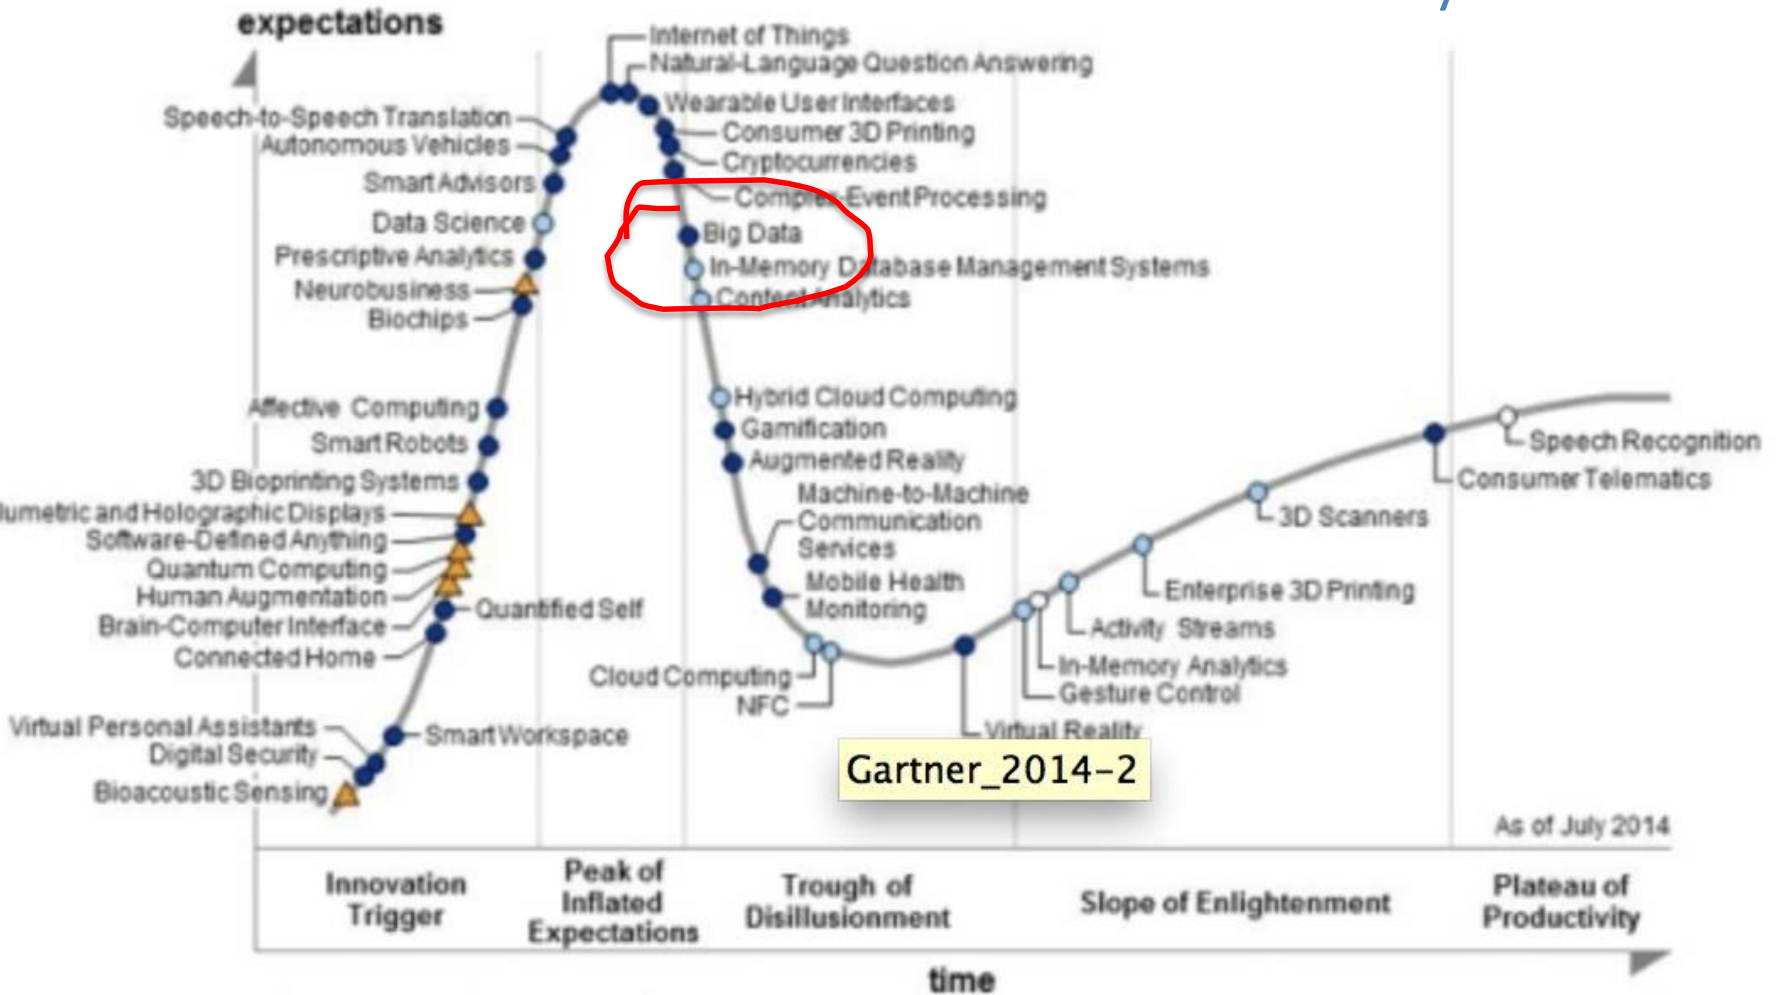 expectations
Internet of Things
Natural-Language Question Answering
Wearable User Interfaces
Speech-to-Speech Translation
Consumer 3D Printing
Autonomous Vehicles
Cryptocurrencies
Smart Advisors
Complex-Event Processing
Data Science
Big Data
Prescriptive Analytics
In-Memory Database Management Systems
Neurobusiness
Content Analytics
Biochips
Hybrid Cloud Computing
Affective Computing
Gamification
Smart Robots
Speech Recognition
Augmented Reality
3D Bioprinting Systems
Consumer Telematics
Machine-to-Machine
Communication
Services
lumetric and Holographic Displays
3D Scanners
Software-Defined Anything
Quantum Computing
Mobile Health
Monitoring
Enterprise 3D Printing
Human Augmentation
Quantified Self
Brain-Computer Interface
Activity Streams
Connected Home
In-Memory Analytics
Cloud Computing
Gesture Control
NFC
Virtual Personal Assistants
Smart Workspace
Virtual Reality
Digital Security
Gartner_2014-2
Bioacoustic Sensing
As of July 2014
Innovation
Trigger
Peak of
Inflated
Expectations
Trough of
Disillusionment
Slope of Enlightenment
Plateau of
Productivity
time